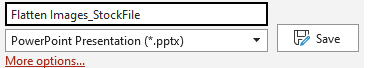 Flatten Images_StockFile
PowerPoint Presentation (*.pptx)
Save
More options...